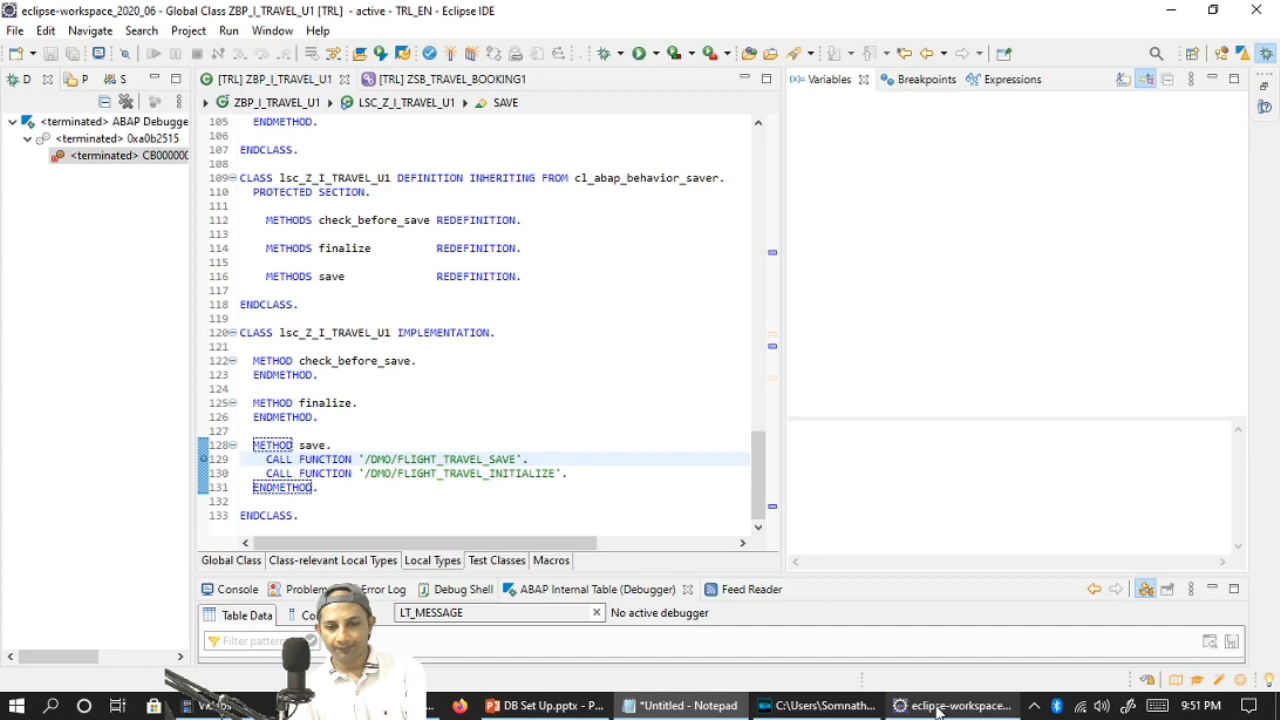 eclipse-workspace_2020_06 - Global Class ZBP_I_TRAVEL_U1 [TRL] - active - TRL_EN - Eclipse IDE
File Edit Navigate Search Project Run Window Help
D P S
[TRL] ZBP_I_TRAVEL_U1 [TRL] ZSB_TRAVEL_BOOKING1
(x)= Variables Breakpoints Expressions
ZBP_I_TRAVEL_U1 LSC_Z_I_TRAVEL_U1 SAVE
<terminated> ABAP Debugge
<terminated> 0xa0b2515
<terminated> CB000000
105 ENDMETHOD.
106
107 ENDCLASS.
108
109 CLASS lsc_Z_I_TRAVEL_U1 DEFINITION INHERITING FROM cl_abap_behavior_saver.
110 PROTECTED SECTION.
111
112 METHODS check_before_save REDEFINITION.
113
114 METHODS finalize REDEFINITION.
115
116 METHODS save REDEFINITION.
117
118 ENDCLASS.
119
120 CLASS lsc_Z_I_TRAVEL_U1 IMPLEMENTATION.
121
122 METHOD check_before_save.
123 ENDMETHOD.
124
125 METHOD finalize.
126 ENDMETHOD.
127
128 METHOD save.
129 CALL FUNCTION '/DMO/FLIGHT_TRAVEL_SAVE'.
130 CALL FUNCTION '/DMO/FLIGHT_TRAVEL_INITIALIZE'.
131 ENDMETHOD.
132
133 ENDCLASS.
Global Class Class-relevant Local Types Local Types Test Classes Macros
Console Problem Error Log Debug Shell ABAP Internal Table (Debugger) Feed Reader
Table Data Co LT_MESSAGE No active debugger
Filter pattern
DB Set Up.pptx - P... *Untitled - Notepad C:\Users\Somnath... eclipse-workspace... 9:51 PM